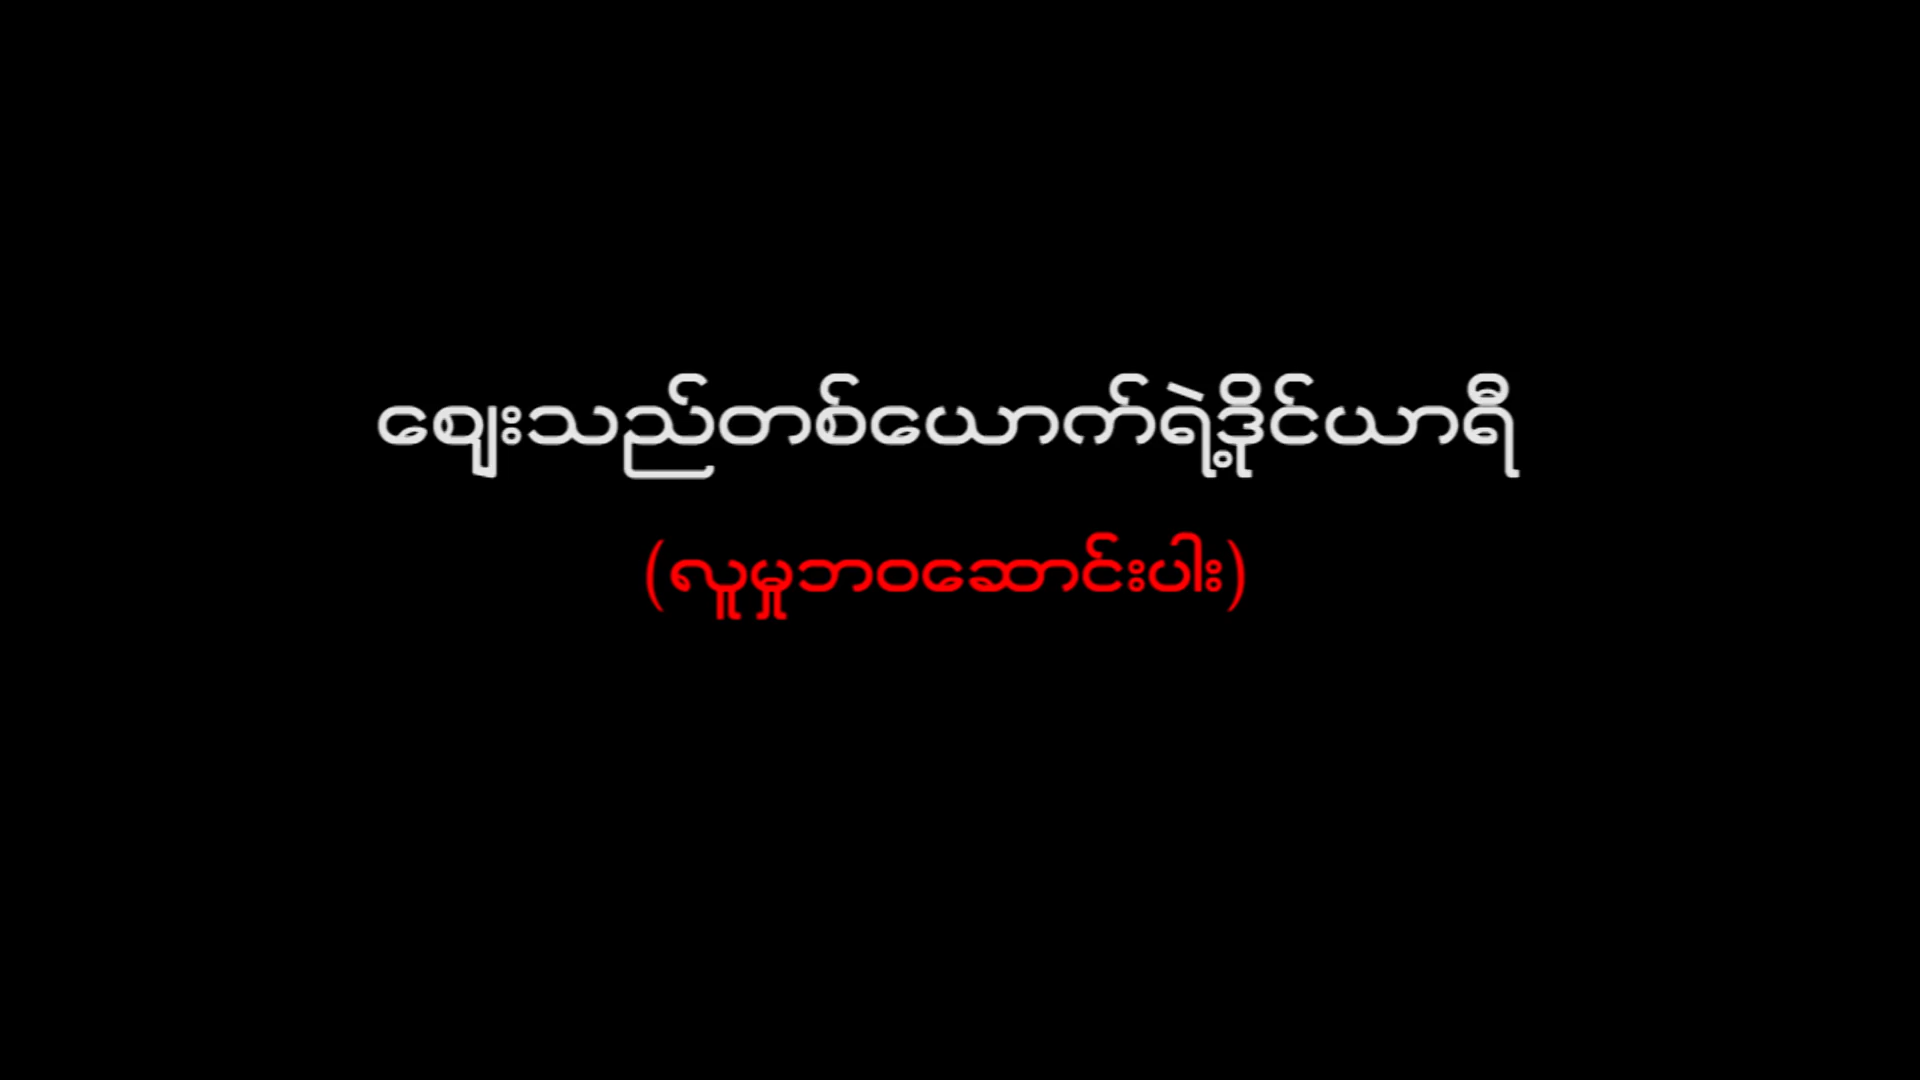 ဈေးသည်တစ်ယောက်ရဲ့ဒိုင်ယာရီ
(လူမှုဘဝဆောင်းပါး)